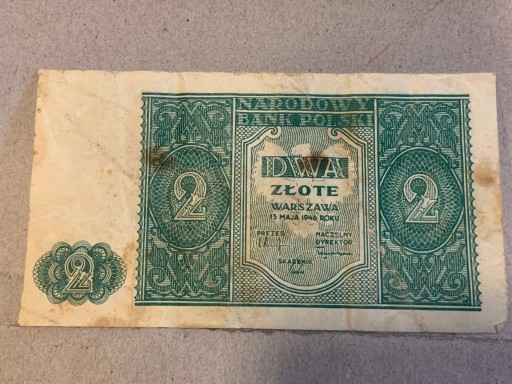 NARODOWY
BANK POLSKI
DWA
ZŁOTE
WARSZAWA
15 MAJA 1946 ROKU
PREZES
NACZELNY
DYREKTOR
SKARBNIK
2
2
2